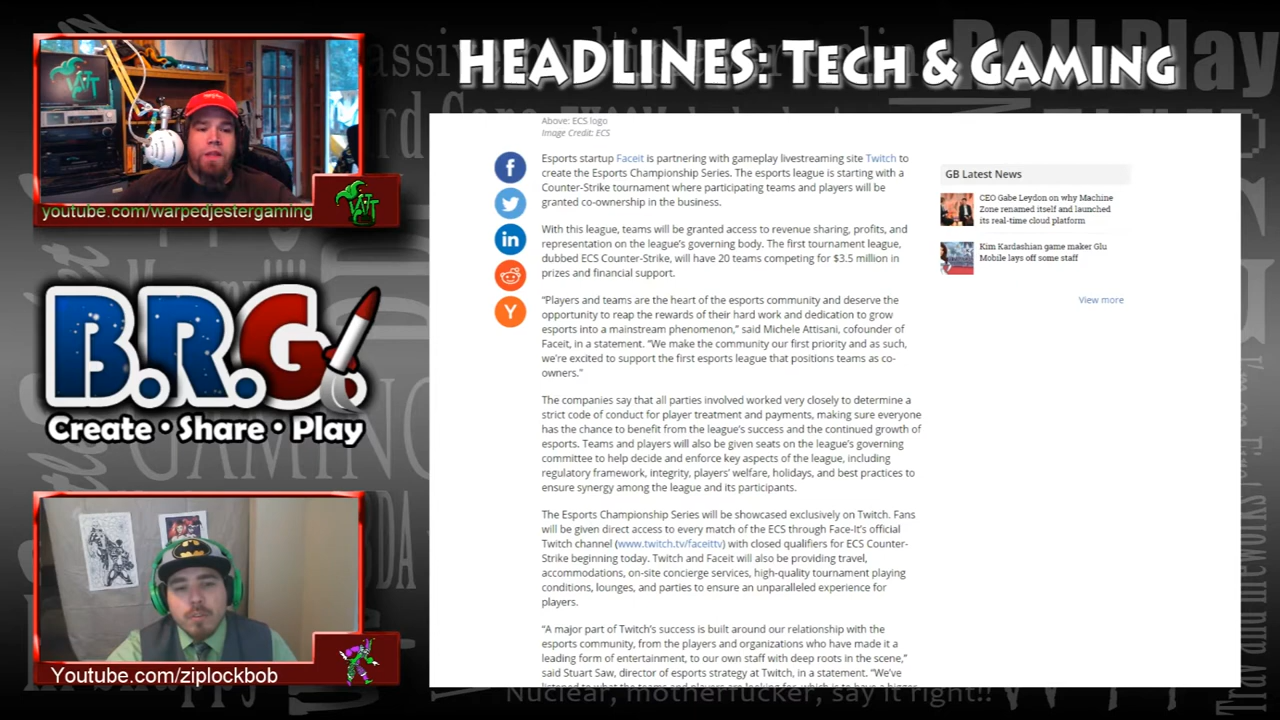 HEADLINES: TECH & GAMING
youtube.com/warpedjestergaming
B.R.G.
Create • Share • Play
Youtube.com/ziplockbob
Above: ECS logo
Image Credit: ECS
Esports startup Faceit is partnering with gameplay livestreaming site Twitch to
create the Esports Championship Series. The esports league is starting with a
Counter-Strike tournament where participating teams and players will be
granted co-ownership in the business.
With this league, teams will be granted access to revenue sharing, profits, and
representation on the league's governing body. The first tournament league,
dubbed ECS Counter-Strike, will have 20 teams competing for $3.5 million in
prizes and financial support.
"Players and teams are the heart of the esports community and deserve the
opportunity to reap the rewards of their hard work and dedication to grow
esports into a mainstream phenomenon," said Michele Attisani, cofounder of
Faceit, in a statement. "We make the community our first priority and as such,
we're excited to support the first esports league that positions teams as co-
owners."
The companies say that all parties involved worked very closely to determine a
strict code of conduct for player treatment and payments, making sure everyone
has the chance to benefit from the league's success and the continued growth of
esports. Teams and players will also be given seats on the league's governing
committee to help decide and enforce key aspects of the league, including
regulatory framework, integrity, players' welfare, holidays, and best practices to
ensure synergy among the league and its participants.
The Esports Championship Series will be showcased exclusively on Twitch. Fans
will be given direct access to every match of the ECS through Face-It's official
Twitch channel (www.twitch.tv/faceittv) with closed qualifiers for ECS Counter-
Strike beginning today. Twitch and Faceit will also be providing travel,
accommodations, on-site concierge services, high-quality tournament playing
conditions, lounges, and parties to ensure an unparalleled experience for
players.
"A major part of Twitch's success is built around our relationship with the
esports community, from the players and organizations who have made it a
leading form of entertainment, to our own staff with deep roots in the scene,"
said Stuart Saw, director of esports strategy at Twitch, in a statement. "We've
GB Latest News
CEO Gabe Leydon on why Machine
Zone renamed itself and launched
its real-time cloud platform
Kim Kardashian game maker Glu
Mobile lays off some staff
View more
Nuclear, motherfucker, say it right!!